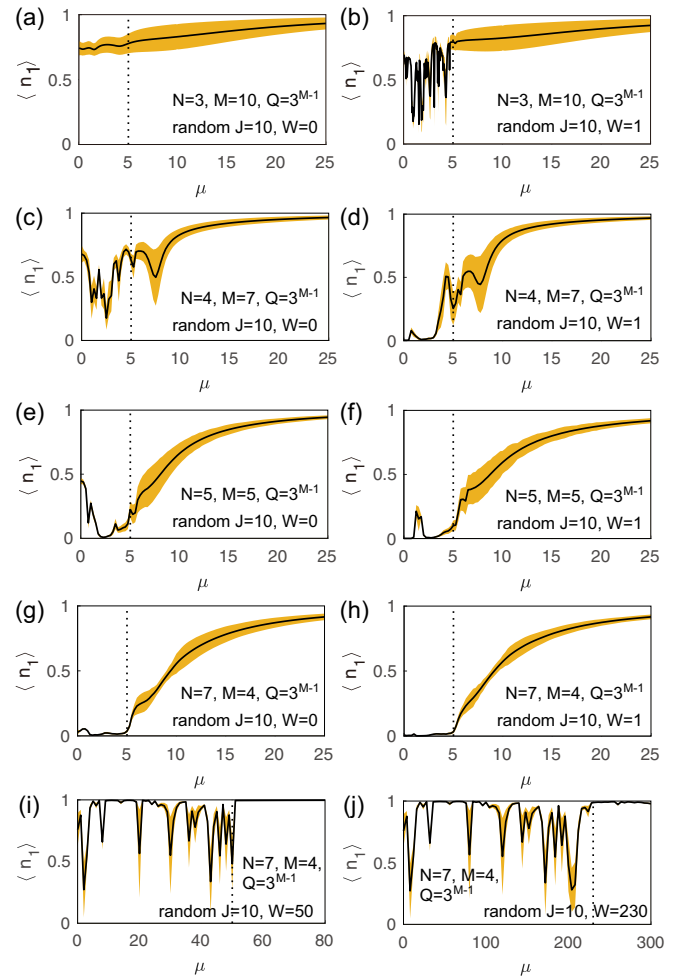 (a)
1
0.5
0
⟨ n₁⟩
N=3, M=10, Q=3^{M-1}
random J=10, W=0
0 5 10 15 20 25
μ
(b)
1
0.5
0
⟨ n₁⟩
N=3, M=10, Q=3^{M-1}
random J=10, W=1
0 5 10 15 20 25
μ
(c)
1
0.5
0
⟨ n₁⟩
N=4, M=7, Q=3^{M-1}
random J=10, W=0
0 5 10 15 20 25
μ
(d)
1
0.5
0
⟨ n₁⟩
N=4, M=7, Q=3^{M-1}
random J=10, W=1
0 5 10 15 20 25
μ
(e)
1
0.5
0
⟨ n₁⟩
N=5, M=5, Q=3^{M-1}
random J=10, W=0
0 5 10 15 20 25
μ
(f)
1
0.5
0
⟨ n₁⟩
N=5, M=5, Q=3^{M-1}
random J=10, W=1
0 5 10 15 20 25
μ
(g)
1
0.5
0
⟨ n₁⟩
N=7, M=4, Q=3^{M-1}
random J=10, W=0
0 5 10 15 20 25
μ
(h)
1
0.5
0
⟨ n₁⟩
N=7, M=4, Q=3^{M-1}
random J=10, W=1
0 5 10 15 20 25
μ
(i)
1
0.5
0
⟨ n₁⟩
N=7, M=4,
Q=3^{M-1}
random J=10, W=50
0 20 40 60 80
μ
(j)
1
0.5
0
⟨ n₁⟩
N=7, M=4,
Q=3^{M-1}
random J=10, W=230
0 100 200 300
μ